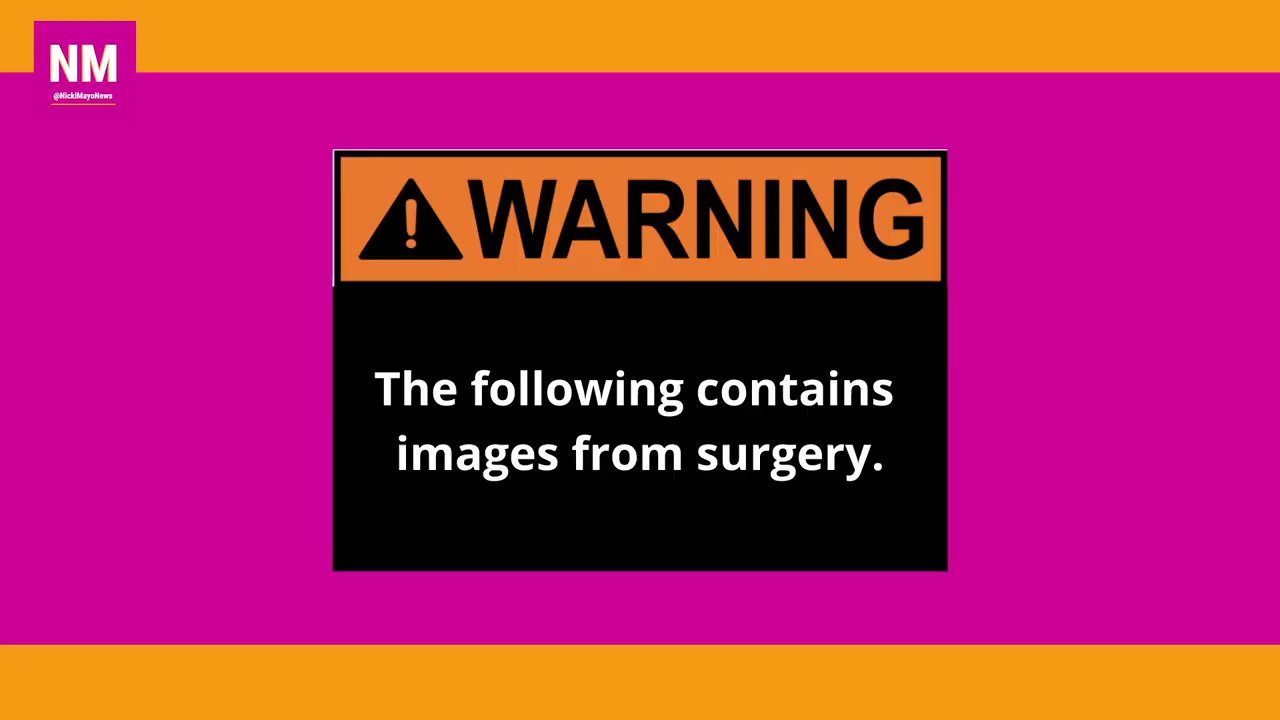 NM
@NickiMayoNews
WARNING
The following contains
images from surgery.